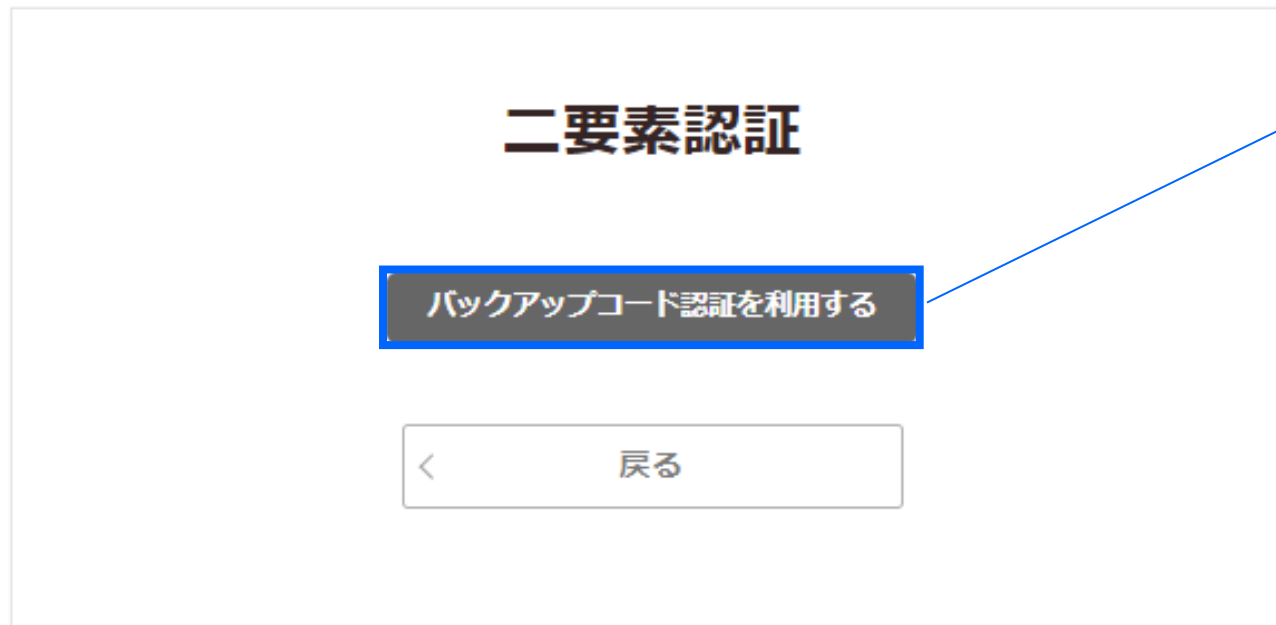 二要素認証
バックアップコード認証を利用する
戻る